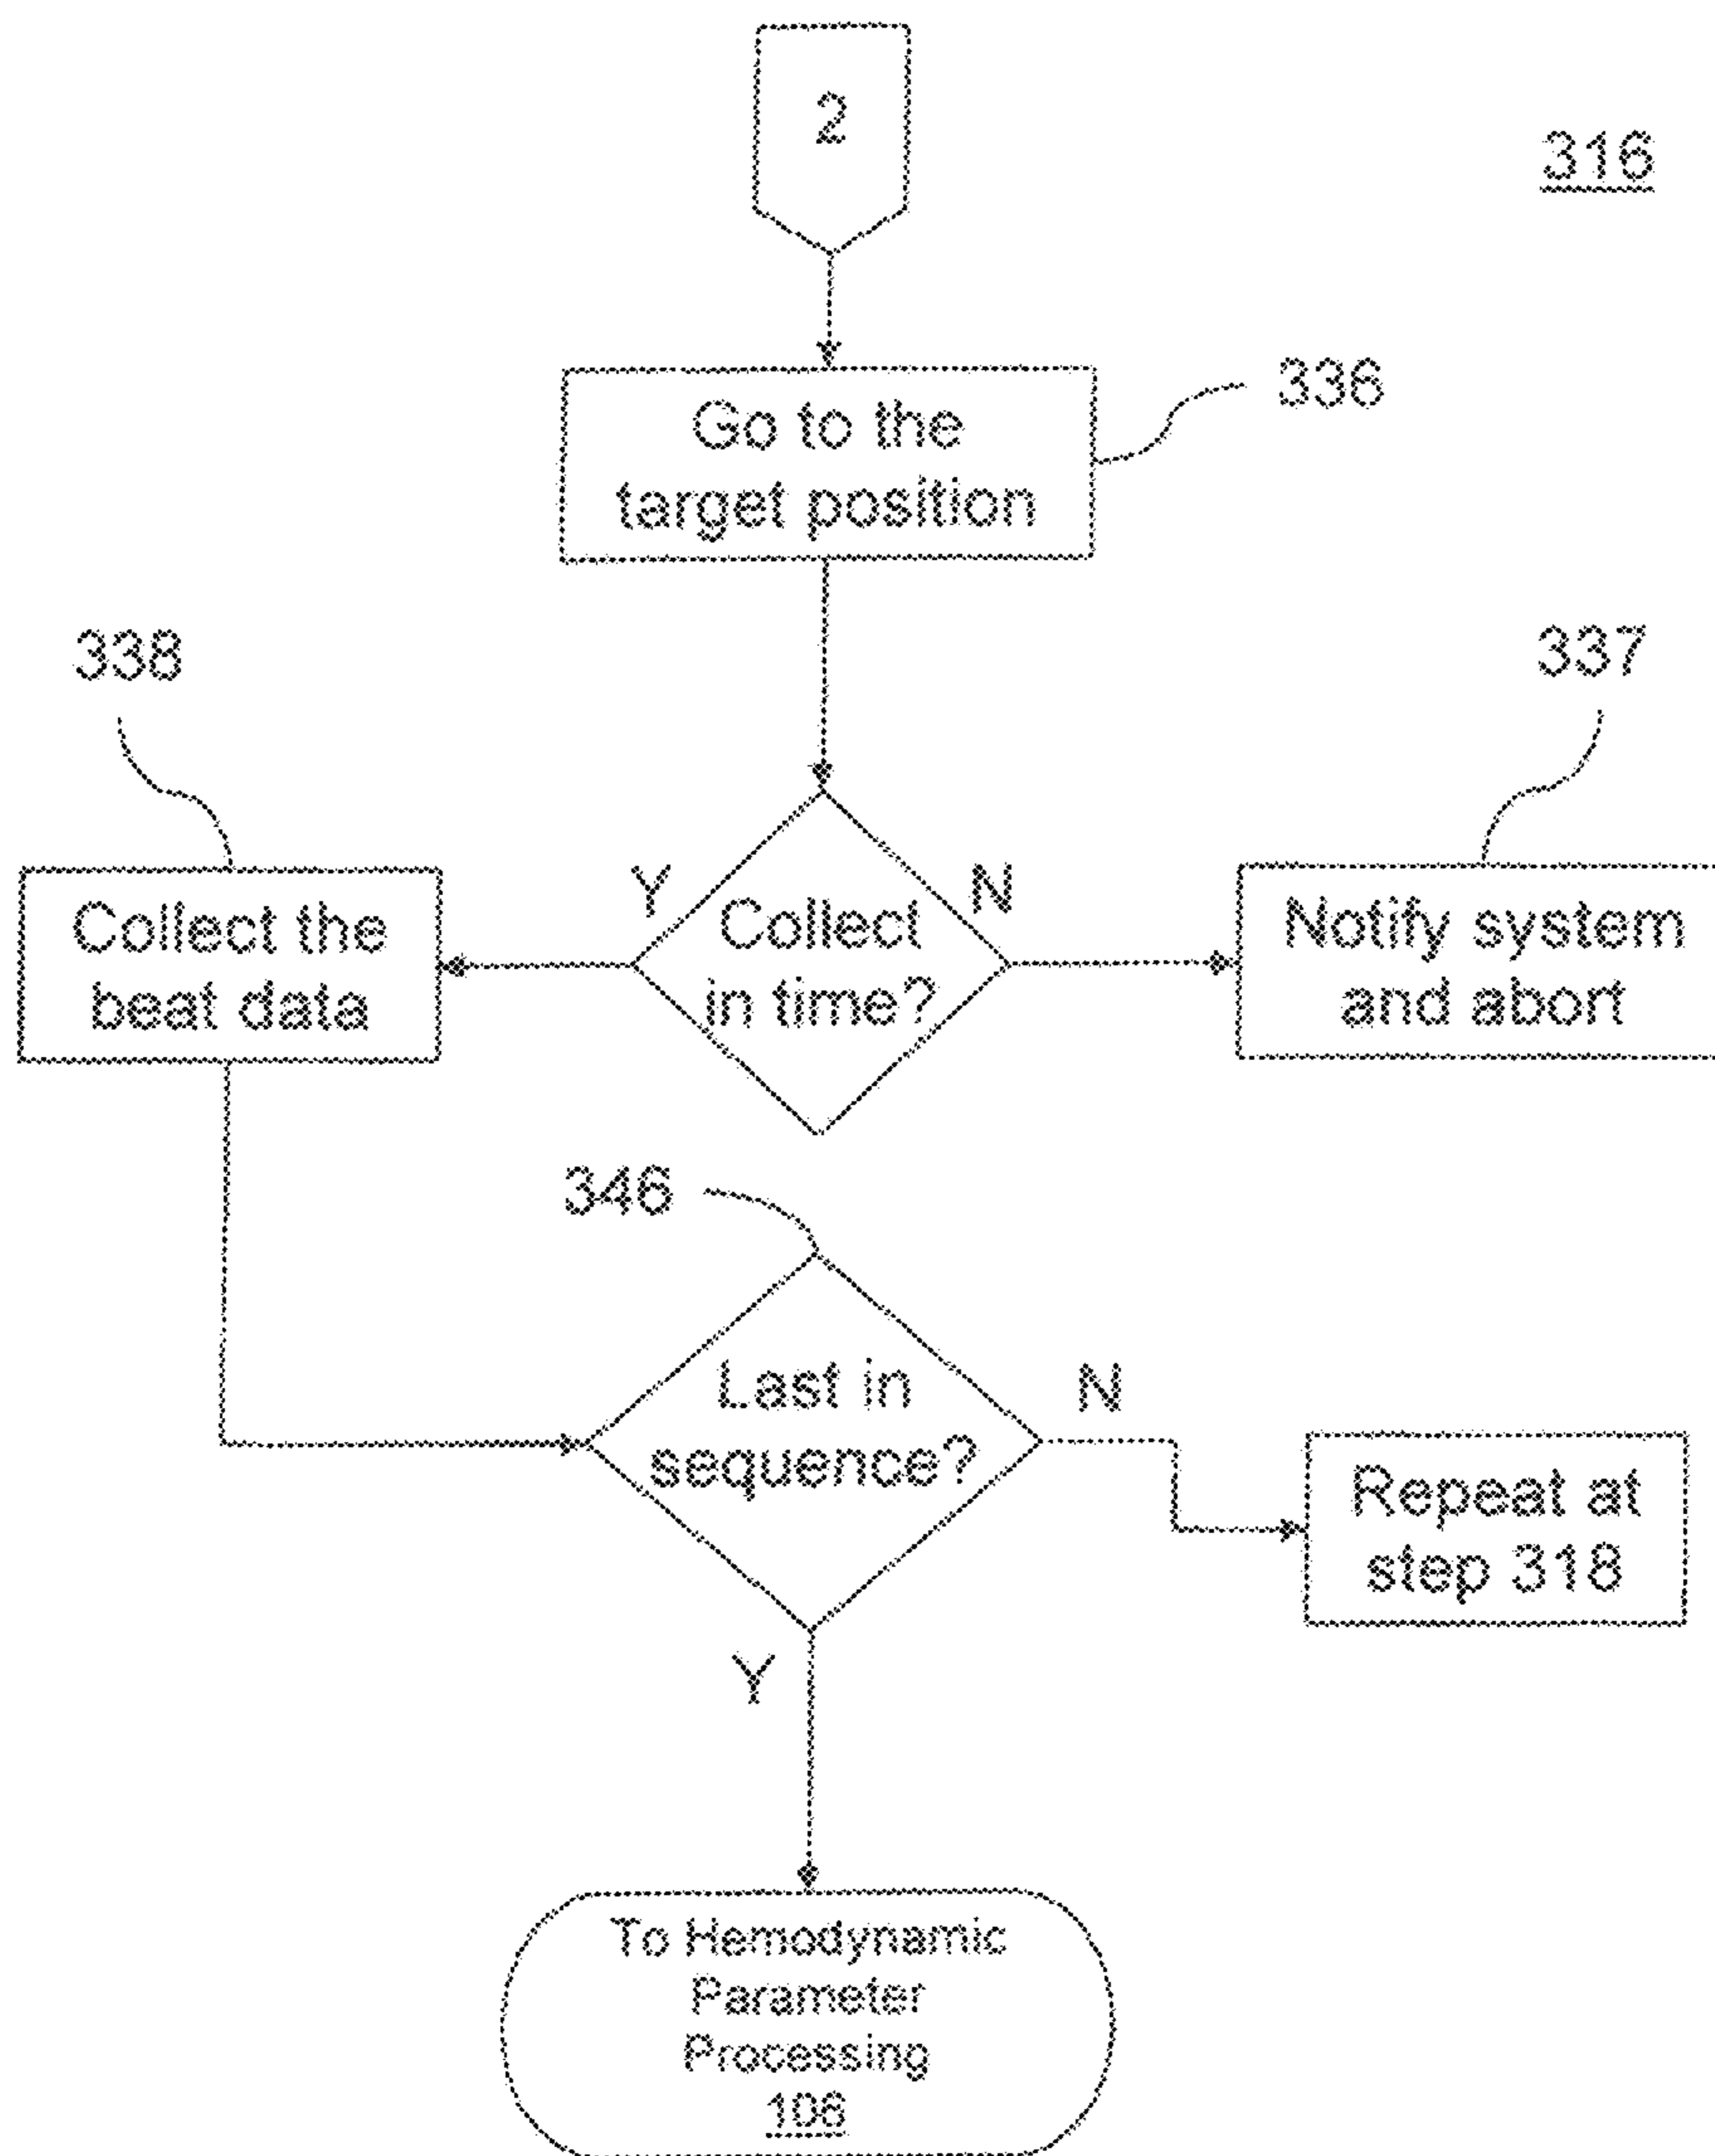 2
316
Go to the
target position
336
338
337
Collect the
beat data
Y
Collect
in time?
N
Notify system
and abort
346
Last in
sequence?
N
Repeat at
step 318
Y
To Hemodynamic
Parameter
Processing
106